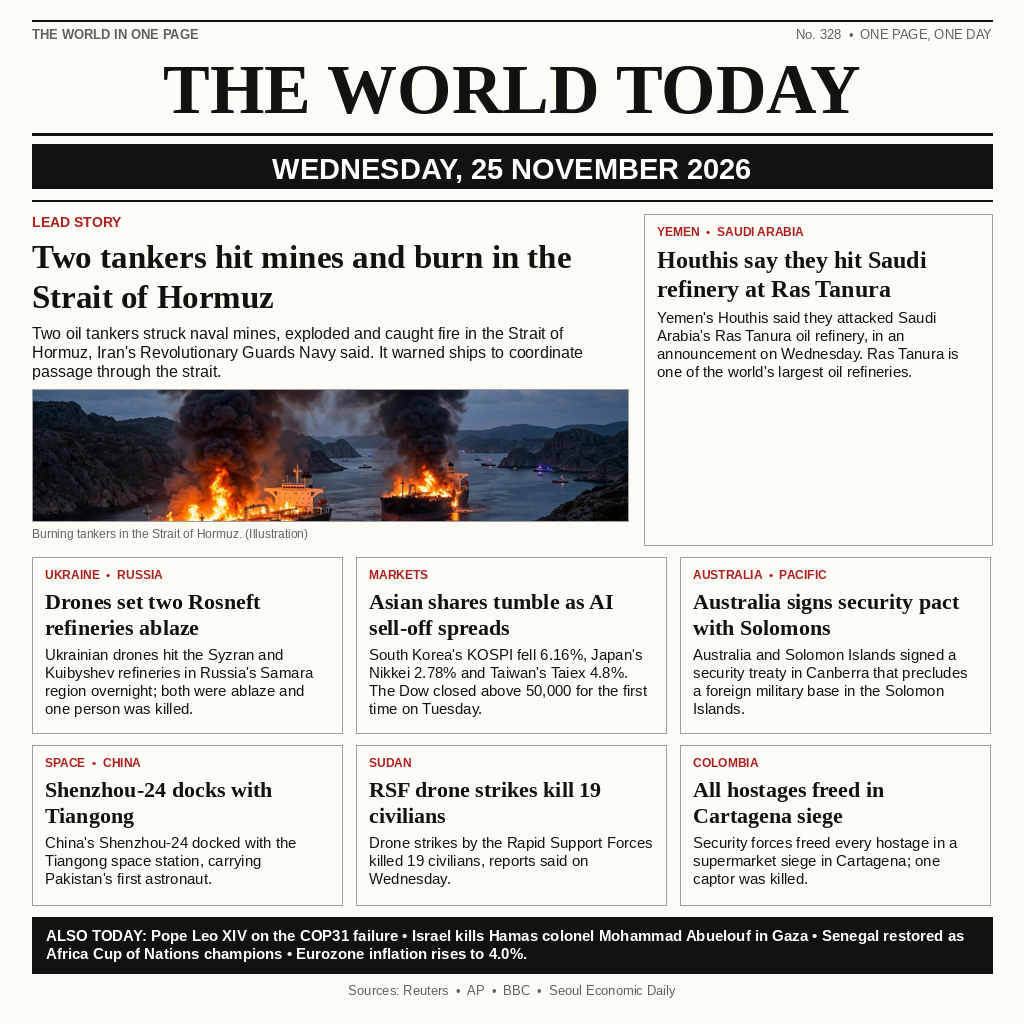 THE WORLD IN ONE PAGE
No. 328 • ONE PAGE, ONE DAY
THE WORLD TODAY
WEDNESDAY, 25 NOVEMBER 2026
LEAD STORY
Two tankers hit mines and burn in the
Strait of Hormuz
Two oil tankers struck naval mines, exploded and caught fire in the Strait of
Hormuz, Iran's Revolutionary Guards Navy said. It warned ships to coordinate
passage through the strait.
Burning tankers in the Strait of Hormuz. (Illustration)
YEMEN • SAUDI ARABIA
Houthis say they hit Saudi
refinery at Ras Tanura
Yemen's Houthis said they attacked Saudi
Arabia's Ras Tanura oil refinery, in an
announcement on Wednesday. Ras Tanura is
one of the world's largest oil refineries.
UKRAINE • RUSSIA
Drones set two Rosneft
refineries ablaze
Ukrainian drones hit the Syzran and
Kuibyshev refineries in Russia's Samara
region overnight; both were ablaze and
one person was killed.
MARKETS
Asian shares tumble as AI
sell-off spreads
South Korea's KOSPI fell 6.16%, Japan's
Nikkei 2.78% and Taiwan's Taiex 4.8%.
The Dow closed above 50,000 for the first
time on Tuesday.
AUSTRALIA • PACIFIC
Australia signs security pact
with Solomons
Australia and Solomon Islands signed a
security treaty in Canberra that precludes
a foreign military base in the Solomon
Islands.
SPACE • CHINA
Shenzhou-24 docks with
Tiangong
China's Shenzhou-24 docked with the
Tiangong space station, carrying
Pakistan's first astronaut.
SUDAN
RSF drone strikes kill 19
civilians
Drone strikes by the Rapid Support Forces
killed 19 civilians, reports said on
Wednesday.
COLOMBIA
All hostages freed in
Cartagena siege
Security forces freed every hostage in a
supermarket siege in Cartagena; one
captor was killed.
ALSO TODAY: Pope Leo XIV on the COP31 failure • Israel kills Hamas colonel Mohammad Abuelouf in Gaza • Senegal restored as
Africa Cup of Nations champions • Eurozone inflation rises to 4.0%.
Sources: Reuters • AP • BBC • Seoul Economic Daily